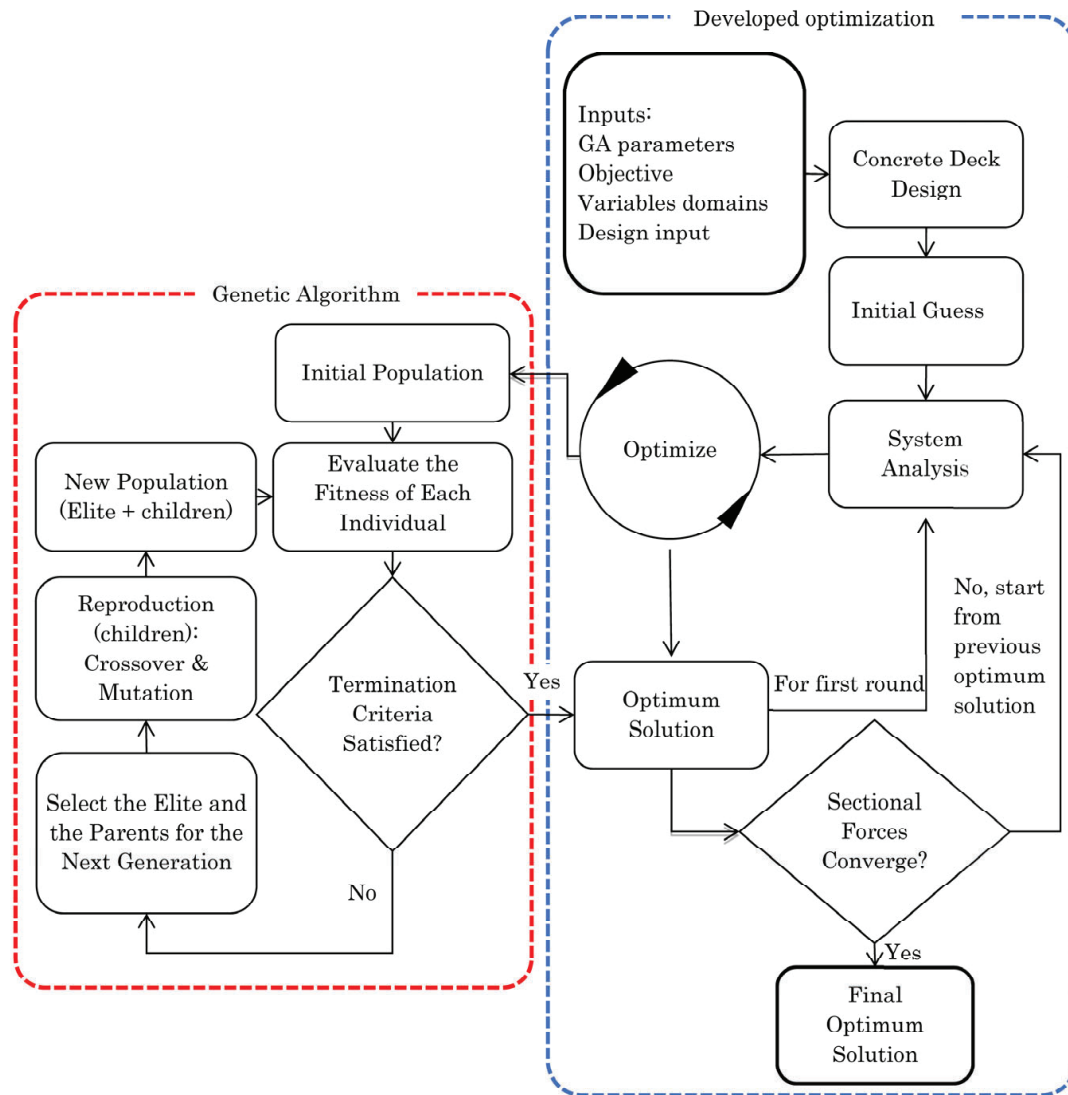 Developed optimization
Inputs:
GA parameters
Objective
Variables domains
Design input
Concrete Deck
Design
Initial Guess
System
Analysis
Optimize
Genetic Algorithm
Initial Population
Evaluate the
Fitness of Each
Individual
New Population
(Elite + children)
Reproduction
(children):
Crossover &
Mutation
Select the Elite and
the Parents for the
Next Generation
Termination
Criteria
Satisfied?
No
Yes
Optimum
Solution
For first round
No, start
from
previous
optimum
solution
Sectional
Forces
Converge?
Yes
Final
Optimum
Solution